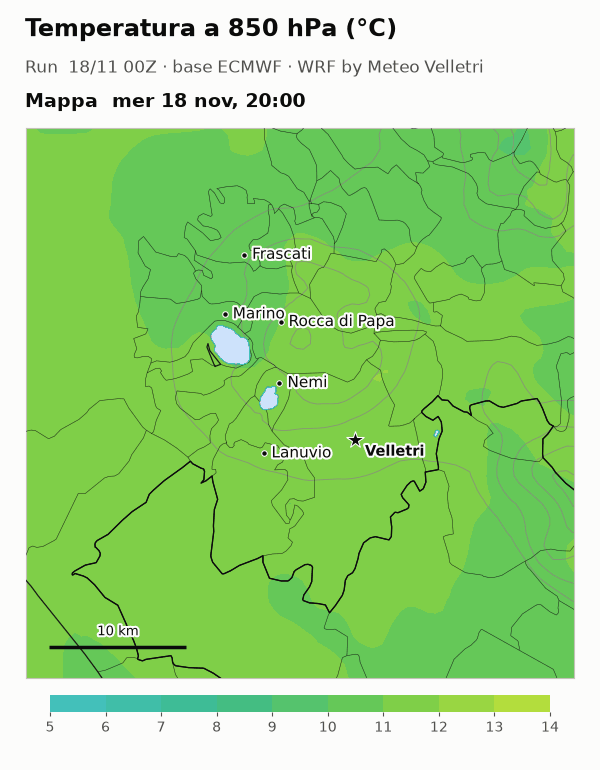 Temperatura a 850 hPa (°C)
Run  18/11 00Z · base ECMWF · WRF by Meteo Velletri
Mappa  mer 18 nov, 20:00
Frascati
Marino
Rocca di Papa
Nemi
Velletri
Lanuvio
10 km
5 6 7 8 9 10 11 12 13 14